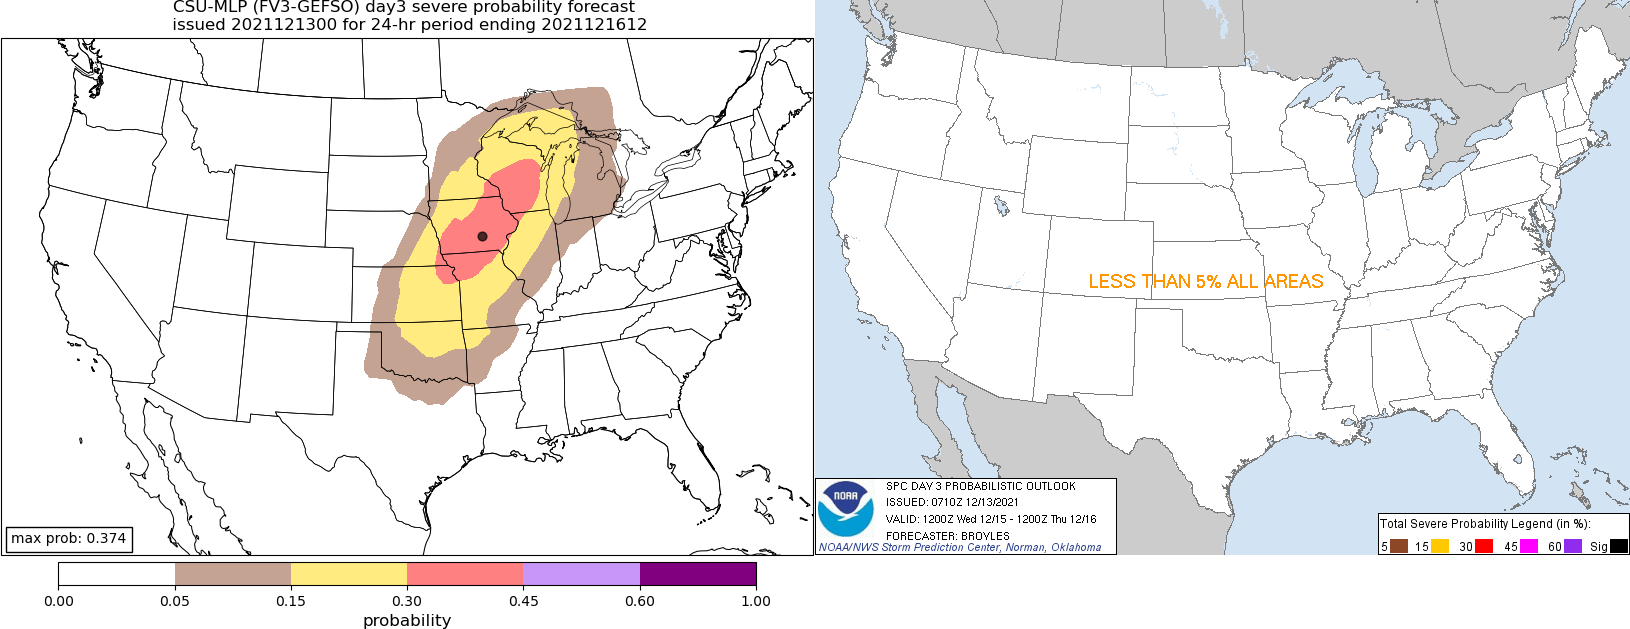 CSU-MLP (FV3-GEFSO) day3 severe probability forecast
issued 2021121300 for 24-hr period ending 2021121612
max prob: 0.374
0.00 0.05 0.15 0.30 0.45 0.60 1.00
probability
LESS THAN 5% ALL AREAS
NOAA
SPC DAY 3 PROBABILISTIC OUTLOOK
ISSUED: 0710Z 12/13/2021
VALID: 1200Z Wed 12/15 - 1200Z Thu 12/16
FORECASTER: BROYLES
NOAA/NWS Storm Prediction Center, Norman, Oklahoma
Total Severe Probability Legend (in %):
5 15 30 45 60 Sig